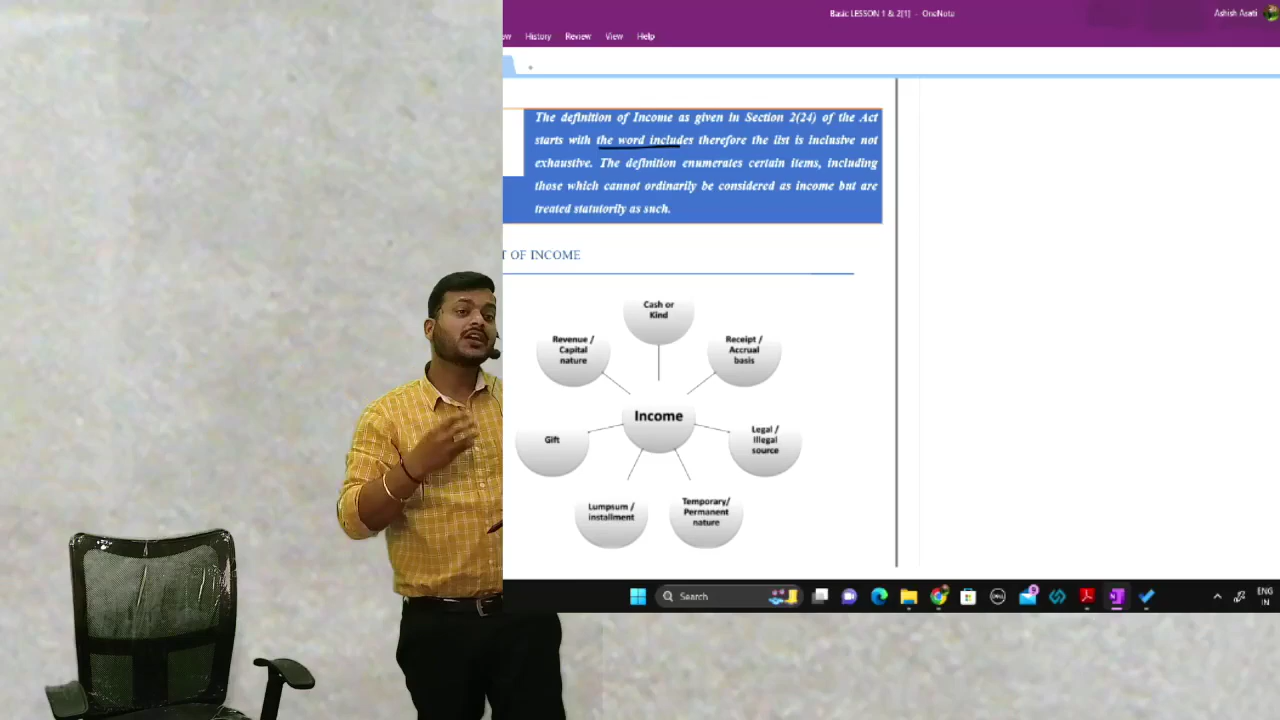 Basic LESSON 1 & 2[1] - OneNote
Ashish Asati
History Review View Help
The definition of Income as given in Section 2(24) of the Act
starts with the word includes therefore the list is inclusive not
exhaustive. The definition enumerates certain items, including
those which cannot ordinarily be considered as income but are
treated statutorily as such.
OF INCOME
Cash or
Kind
Revenue /
Capital
nature
Receipt /
Accrual
basis
Income
Gift
Legal /
Illegal
source
Lumpsum /
installment
Temporary/
Permanent
nature
Search
ENG
IN